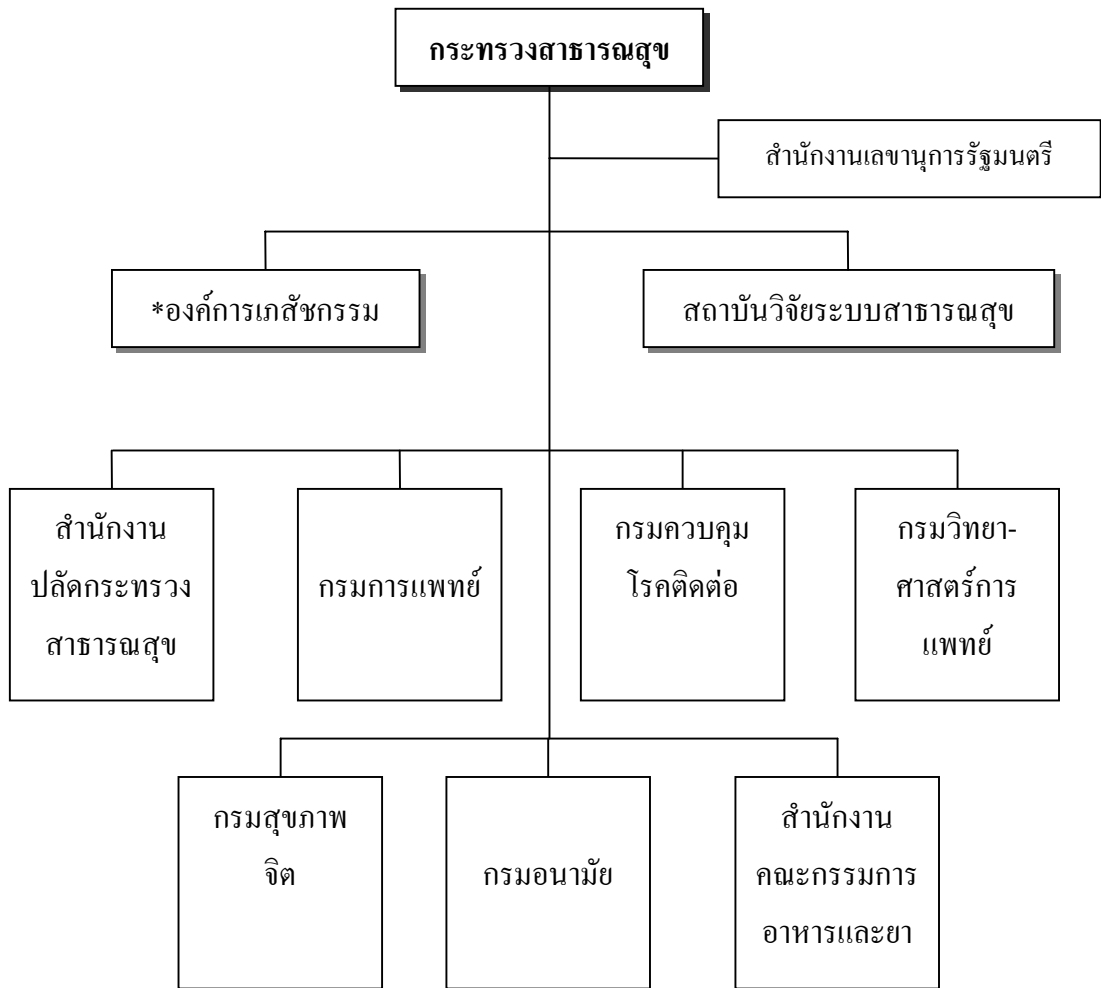 กระทรวงสาธารณสุข
สำนักงานเลขานุการรัฐมนตรี
*องค์การเภสัชกรรม
สถาบันวิจัยระบบสาธารณสุข
สำนักงาน
ปลัดกระทรวง
สาธารณสุข
กรมการแพทย์
กรมควบคุม
โรคติดต่อ
กรมวิทยา-
ศาสตร์การ
แพทย์
กรมสุขภาพ
จิต
กรมอนามัย
สำนักงาน
คณะกรรมการ
อาหารและยา